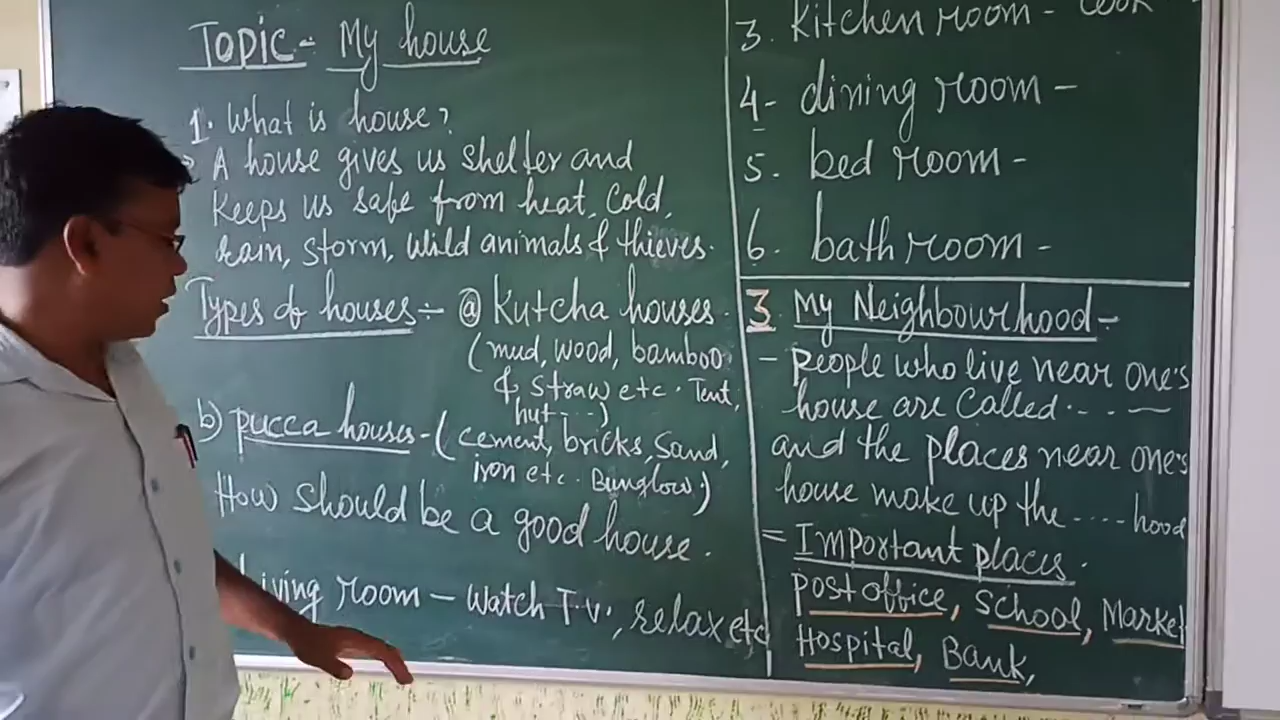 Topic - My house
1. What is house?
A house gives us shelter and
Keeps us safe from heat, cold,
rain, storm, wild animals & thieves.
Types of houses :- @ Kutcha houses.
(mud, wood, bamboo
& straw etc. Tent,
hut ...)
b) pucca houses - (cement, bricks, sand,
iron etc. Bunglow)
How should be a good house.
Living room - Watch T.V., relax etc
3. Kitchen room - cook
4- dining room -
5. bed room -
6. bath room -
3 My Neighbourhood -
- People who live near one's
house are called ... -
and the places near one's
house make up the .... hood
= Important places.
post office, School, Market
Hospital, Bank,